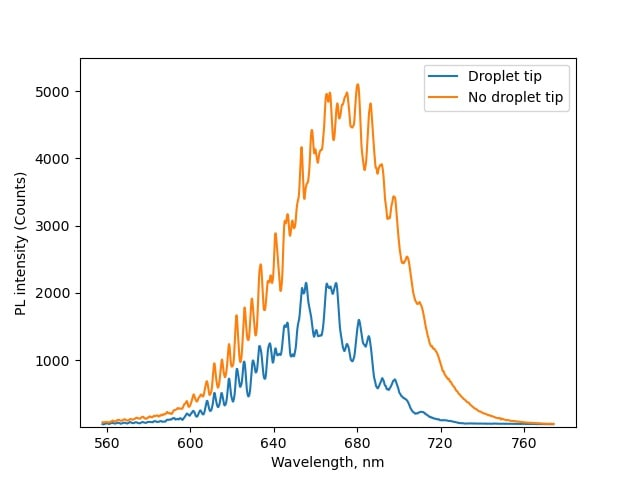 Droplet tip
No droplet tip
PL intensity (Counts)
5000
4000
3000
2000
1000
560 600 640 680 720 760
Wavelength, nm